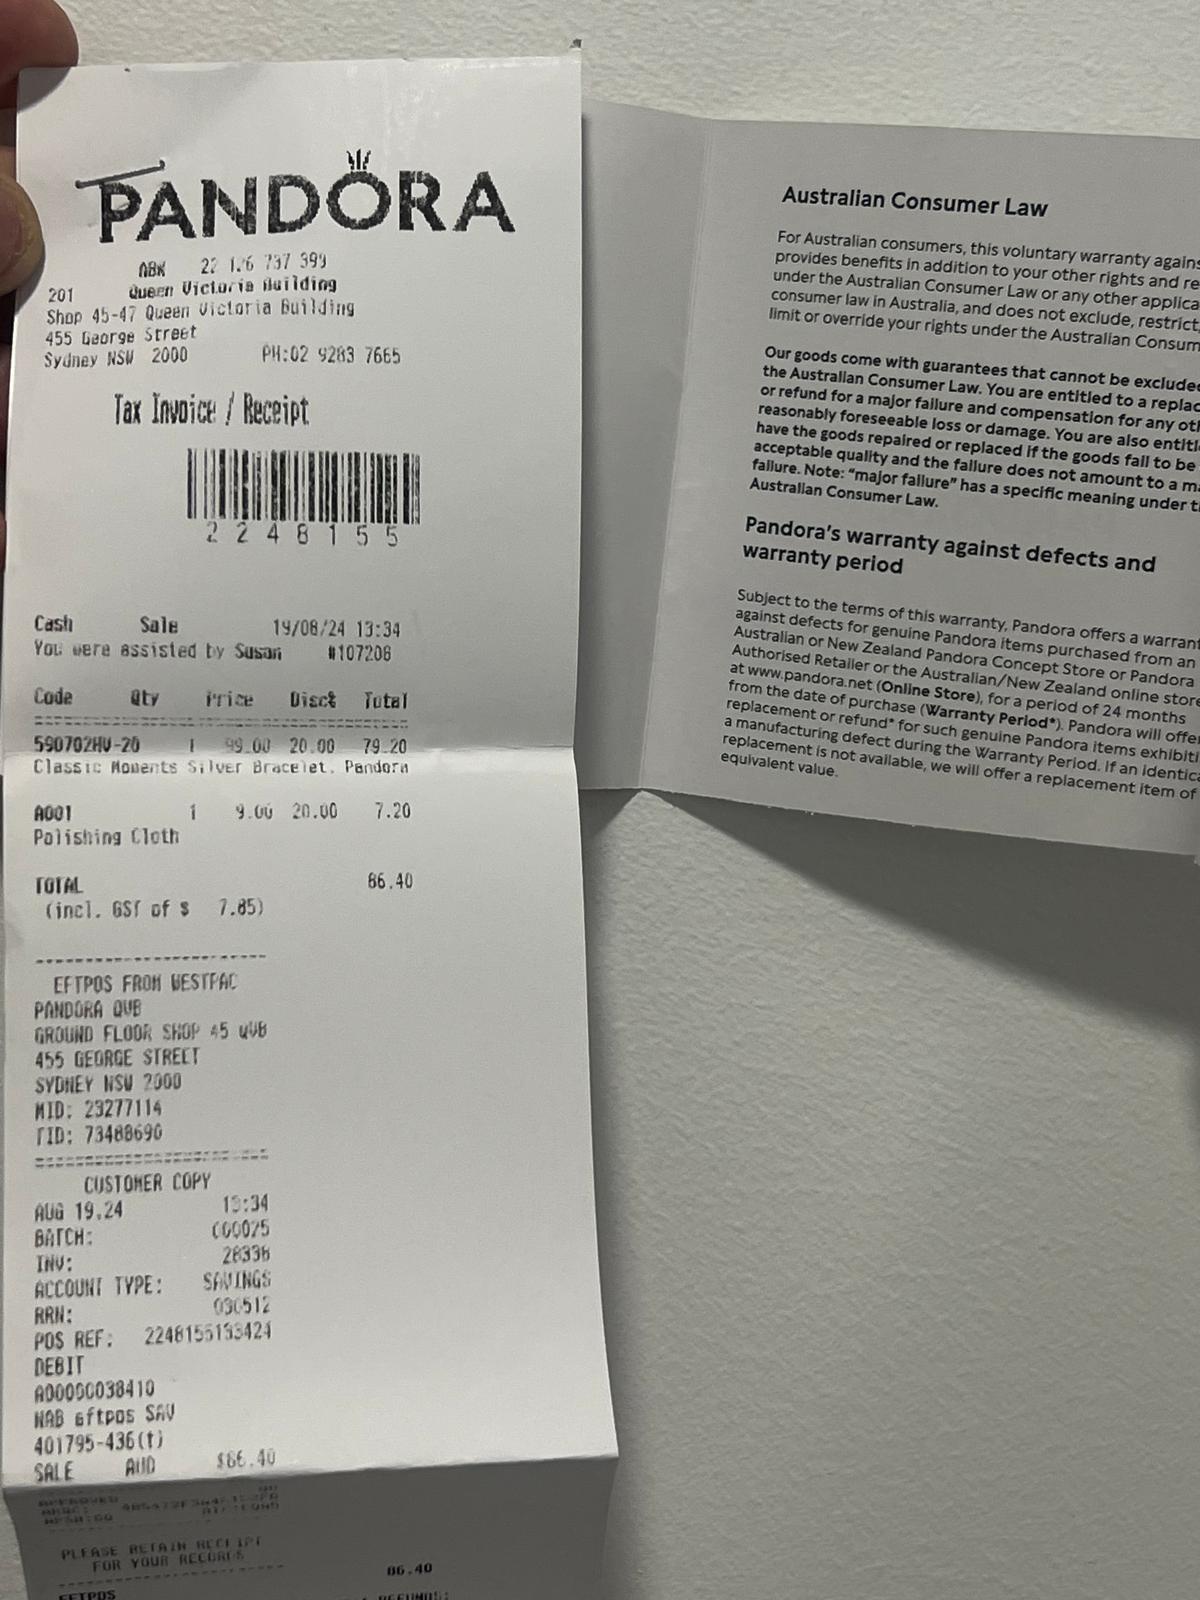 PANDORA
ABN 22 126 737 399
201 Queen Victoria Building
Shop 45-47 Queen Victoria Building
455 George Street
Sydney NSW 2000 PH:02 9283 7665
Tax Invoice / Receipt
2248155
Cash Sale 19/08/24 13:34
You were assisted by Susan #107208
Code Qty Price Disc% Total
590702HV-20 1 99.00 20.00 79.20
Classic Moments Silver Bracelet, Pandora
A001 1 9.00 20.00 7.20
Polishing Cloth
TOTAL 86.40
(incl. GST of $ 7.85)
EFTPOS FROM WESTPAC
PANDORA QVB
GROUND FLOOR SHOP 45 QVB
455 GEORGE STREET
SYDNEY NSW 2000
MID: 23277114
TID: 73488690
CUSTOMER COPY
AUG 19,24 13:34
BATCH: 000025
INV: 28338
ACCOUNT TYPE: SAVINGS
RRN: 030512
POS REF: 2248155133424
DEBIT
A00000038410
NAB eftpos SAV
401795-436(t)
SALE AUD $86.40
APPROVED
PLEASE RETAIN RECEIPT
FOR YOUR RECORDS
86.40
EFTPOS
Australian Consumer Law
For Australian consumers, this voluntary warranty agains
provides benefits in addition to your other rights and re
under the Australian Consumer Law or any other applica
consumer law in Australia, and does not exclude, restrict,
limit or override your rights under the Australian Consum
Our goods come with guarantees that cannot be excluded
the Australian Consumer Law. You are entitled to a replac
or refund for a major failure and compensation for any oth
reasonably foreseeable loss or damage. You are also entitle
have the goods repaired or replaced if the goods fail to be
acceptable quality and the failure does not amount to a ma
failure. Note: “major failure” has a specific meaning under th
Australian Consumer Law.
Pandora’s warranty against defects and
warranty period
Subject to the terms of this warranty, Pandora offers a warrant
against defects for genuine Pandora items purchased from an
Australian or New Zealand Pandora Concept Store or Pandora
Authorised Retailer or the Australian/New Zealand online store
at www.pandora.net (Online Store), for a period of 24 months
from the date of purchase (Warranty Period*). Pandora will offer
replacement or refund* for such genuine Pandora items exhibiti
a manufacturing defect during the Warranty Period. If an identica
replacement is not available, we will offer a replacement item of
equivalent value.